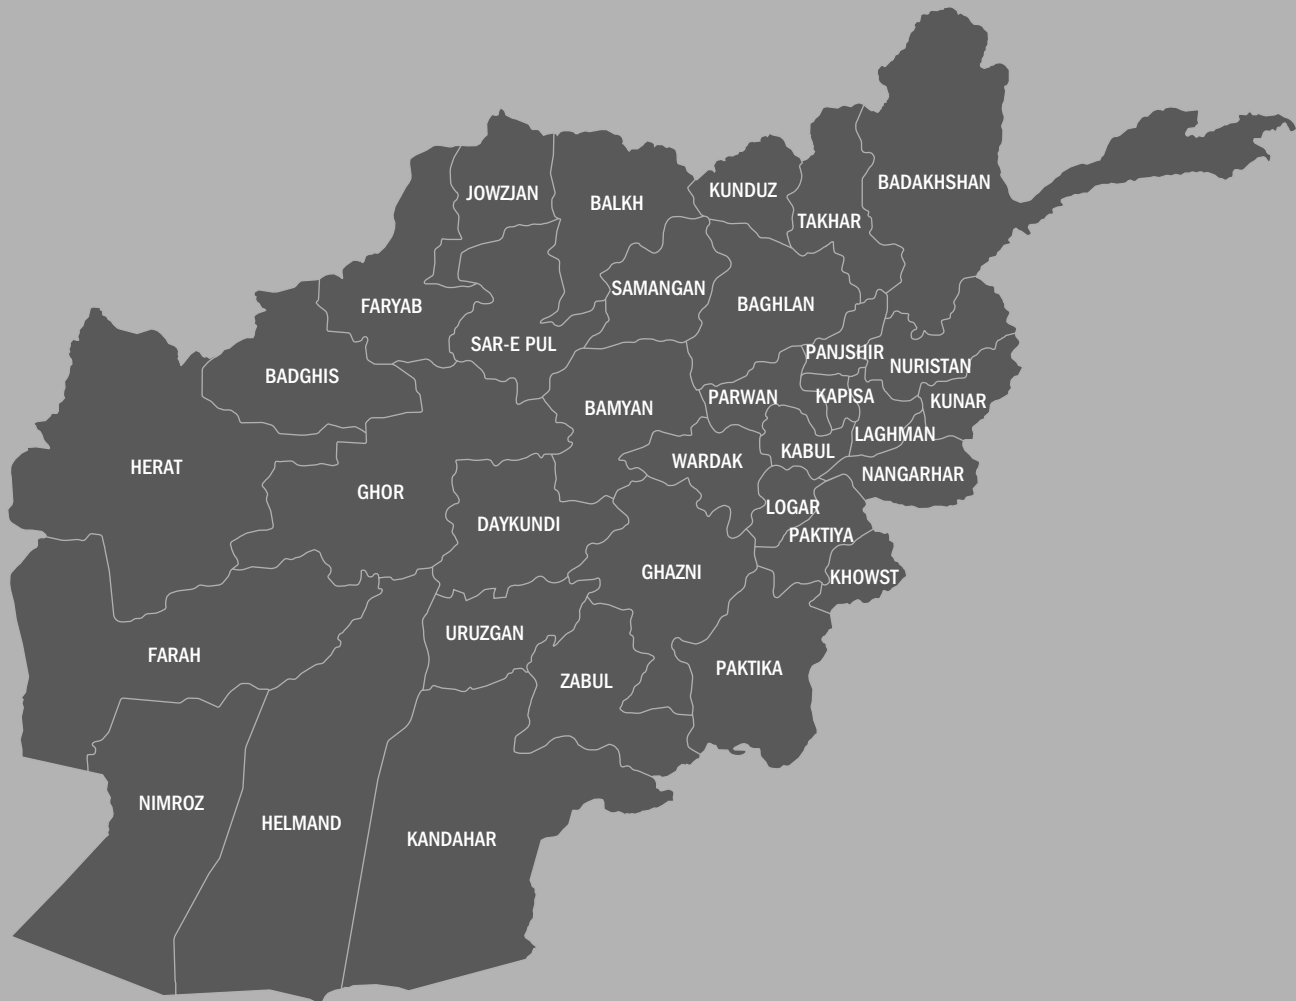 BADAKHSHAN
JOWZJAN
KUNDUZ
BALKH
TAKHAR
SAMANGAN
BAGHLAN
FARYAB
SAR-E PUL
PANJSHIR
NURISTAN
BADGHIS
PARWAN
KAPISA
KUNAR
BAMYAN
LAGHMAN
KABUL
WARDAK
HERAT
NANGARHAR
GHOR
LOGAR
DAYKUNDI
PAKTIYA
GHAZNI
KHOWST
URUZGAN
FARAH
PAKTIKA
ZABUL
NIMROZ
HELMAND
KANDAHAR